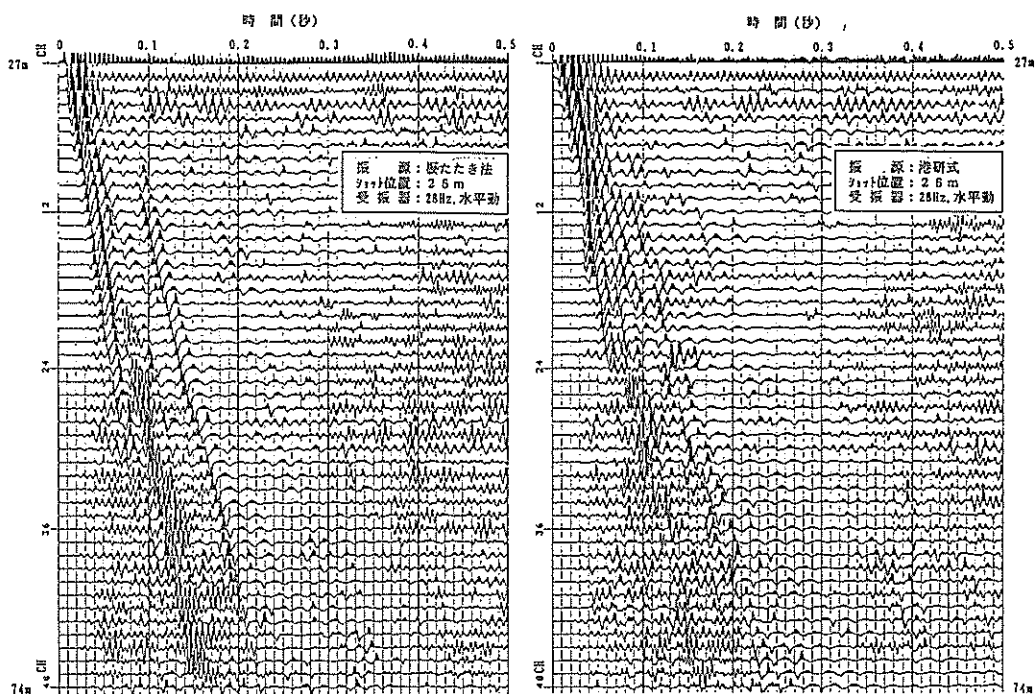 時 間 (秒)
CH
0 0.1 0.2 0.3 0.4 0.5
27m
振 源 : 板たたき法
ショット位置 : 26m
受 振 器 : 28Hz, 水平動
12
24
36
CH
74m
時 間 (秒)
CH
0 0.1 0.2 0.3 0.4 0.5
27m
振 源 : 港研式
ショット位置 : 26m
受 振 器 : 28Hz, 水平動
12
24
36
CH
74m